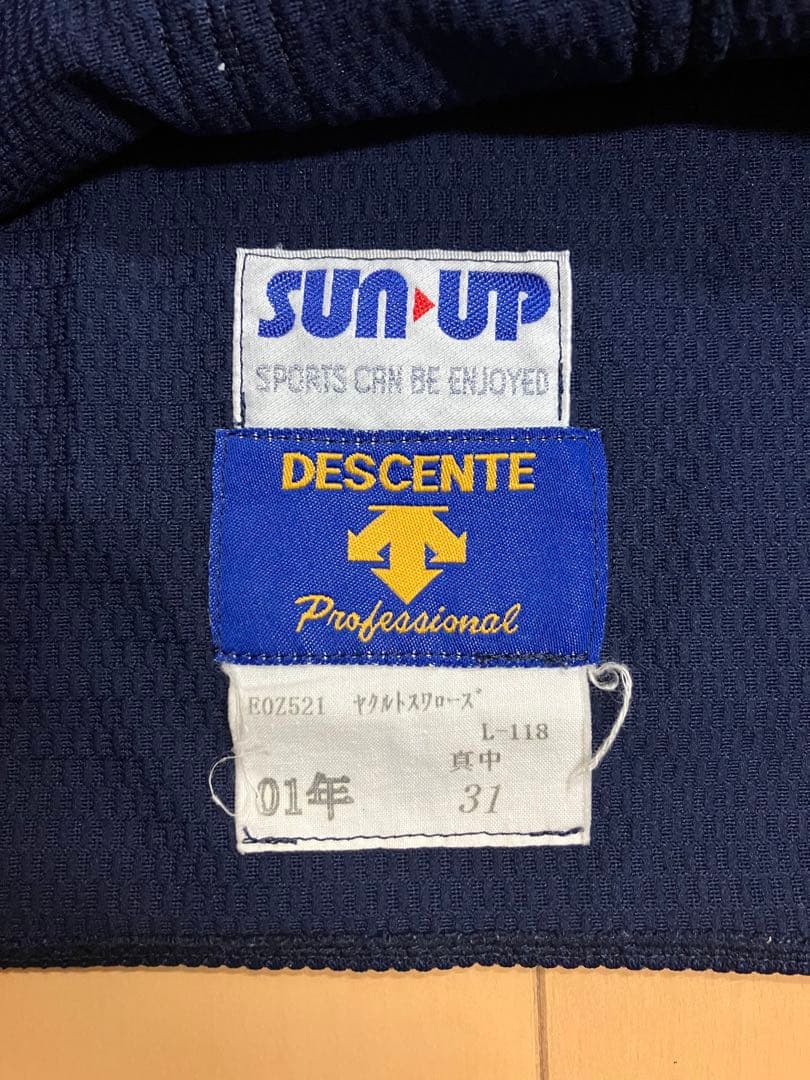 SUN UP
SPORTS CAN BE ENJOYED
DESCENTE
Professional
EOZ521 ヤクルトスワローズ
L-118
真中
01年 31